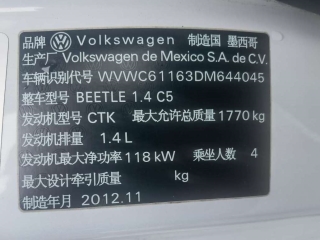 品牌 Volkswagen 制造国 墨西哥
生产厂 Volkswagen de Mexico S.A. de C.V.
车辆识别代号 WVWC61163DM644045
整车型号 BEETLE 1.4 C5
发动机型号 CTK 最大允许总质量 1770 kg
发动机排量 1.4 L
发动机最大净功率 118 kW 乘坐人数 4
最大设计牵引质量 kg
制造年月 2012.11